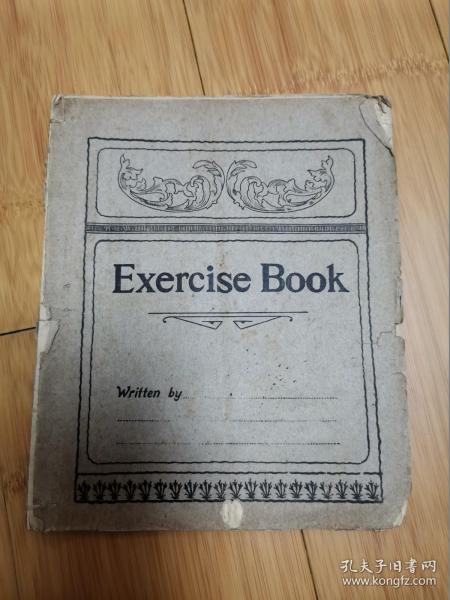 Exercise Book
Written by
孔夫子旧书网
www.kongfz.com